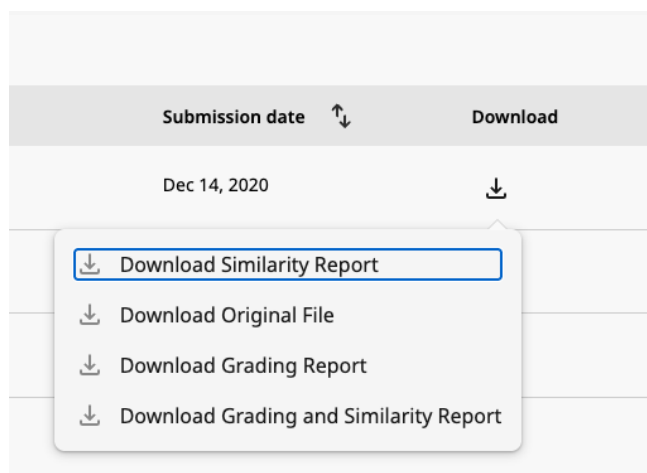 Submission date
Download
Dec 14, 2020
Download Similarity Report
Download Original File
Download Grading Report
Download Grading and Similarity Report